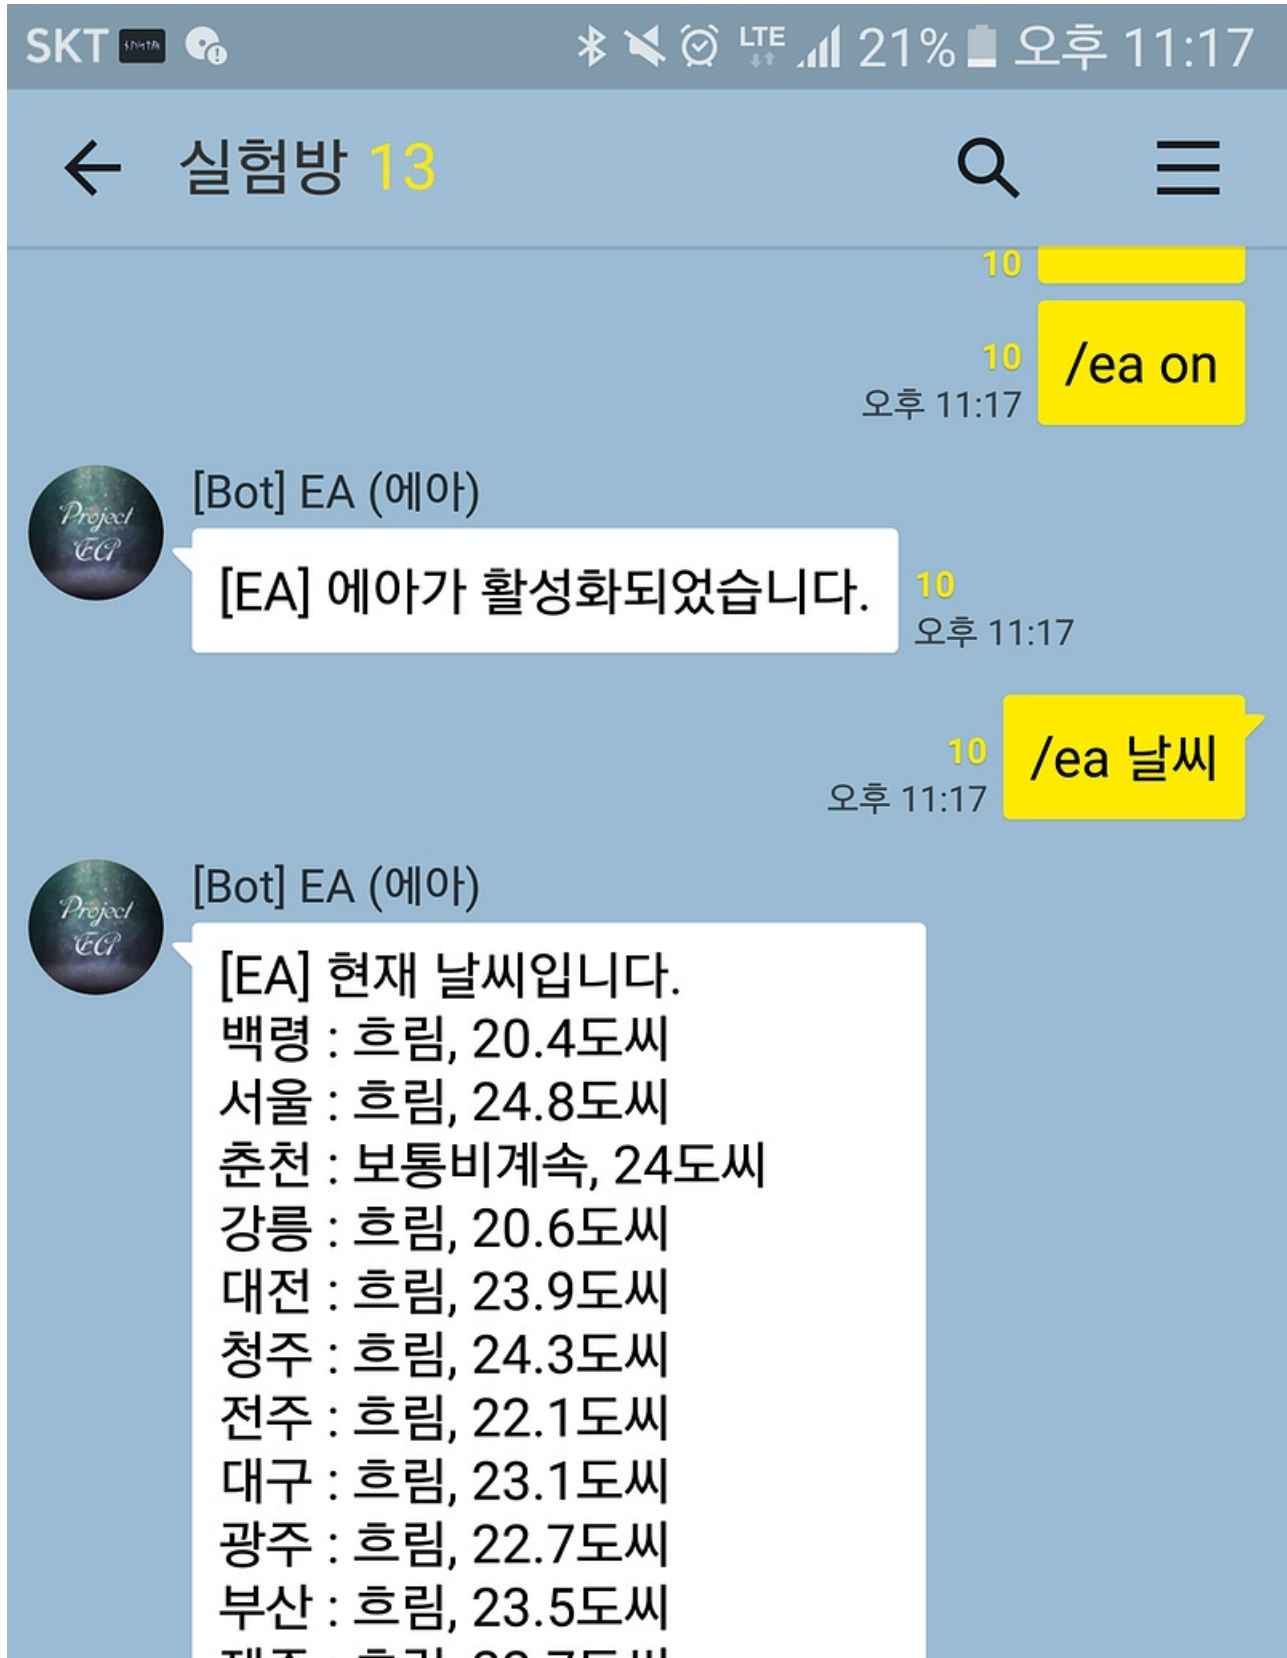 SKT
LTE 21% 오후 11:17
실험방 13
10
10 /ea on
오후 11:17
Project
EA
[Bot] EA (에아)
[EA] 에아가 활성화되었습니다.
10
오후 11:17
10 /ea 날씨
오후 11:17
Project
EA
[Bot] EA (에아)
[EA] 현재 날씨입니다.
백령 : 흐림, 20.4도씨
서울 : 흐림, 24.8도씨
춘천 : 보통비계속, 24도씨
강릉 : 흐림, 20.6도씨
대전 : 흐림, 23.9도씨
청주 : 흐림, 24.3도씨
전주 : 흐림, 22.1도씨
대구 : 흐림, 23.1도씨
광주 : 흐림, 22.7도씨
부산 : 흐림, 23.5도씨